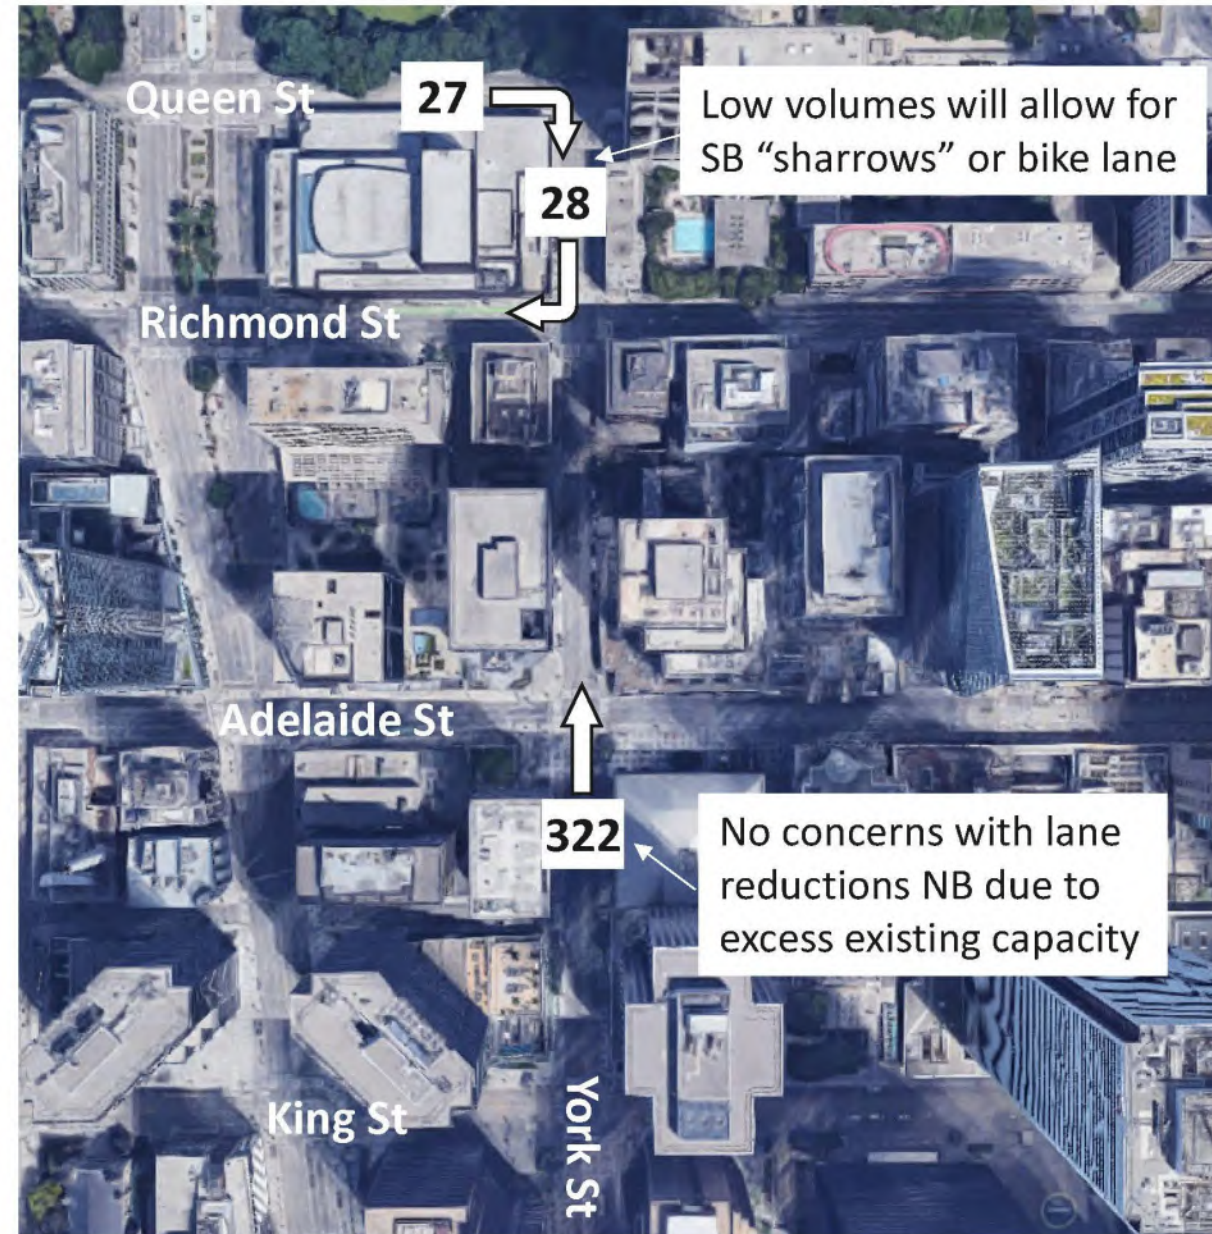 Queen St
27
Low volumes will allow for
SB “sharrows” or bike lane
28
Richmond St
Adelaide St
322
No concerns with lane
reductions NB due to
excess existing capacity
King St
York St